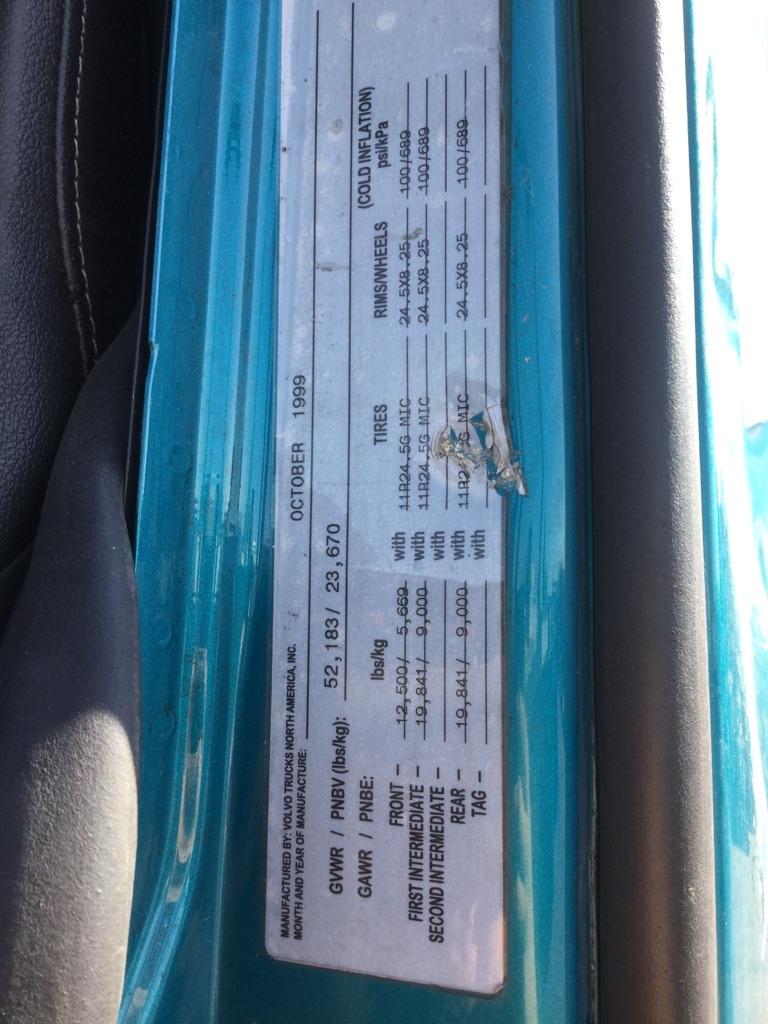 MANUFACTURED BY: VOLVO TRUCKS NORTH AMERICA, INC.
MONTH AND YEAR OF MANUFACTURE: OCTOBER 1999
GVWR / PNBV (lbs/kg): 52,183/ 23,670
GAWR / PNBE: (COLD INFLATION)
lbs/kg TIRES RIMS/WHEELS psi/kPa
FRONT – 12,500/ 5,669 with 11R24.5G MIC 24.5X8.25 100/689
FIRST INTERMEDIATE – 19,841/ 9,000 with 11R24.5G MIC 24.5X8.25 100/689
SECOND INTERMEDIATE – with
REAR – 19,841/ 9,000 with MIC 24.5X8.25 100/689
TAG – with